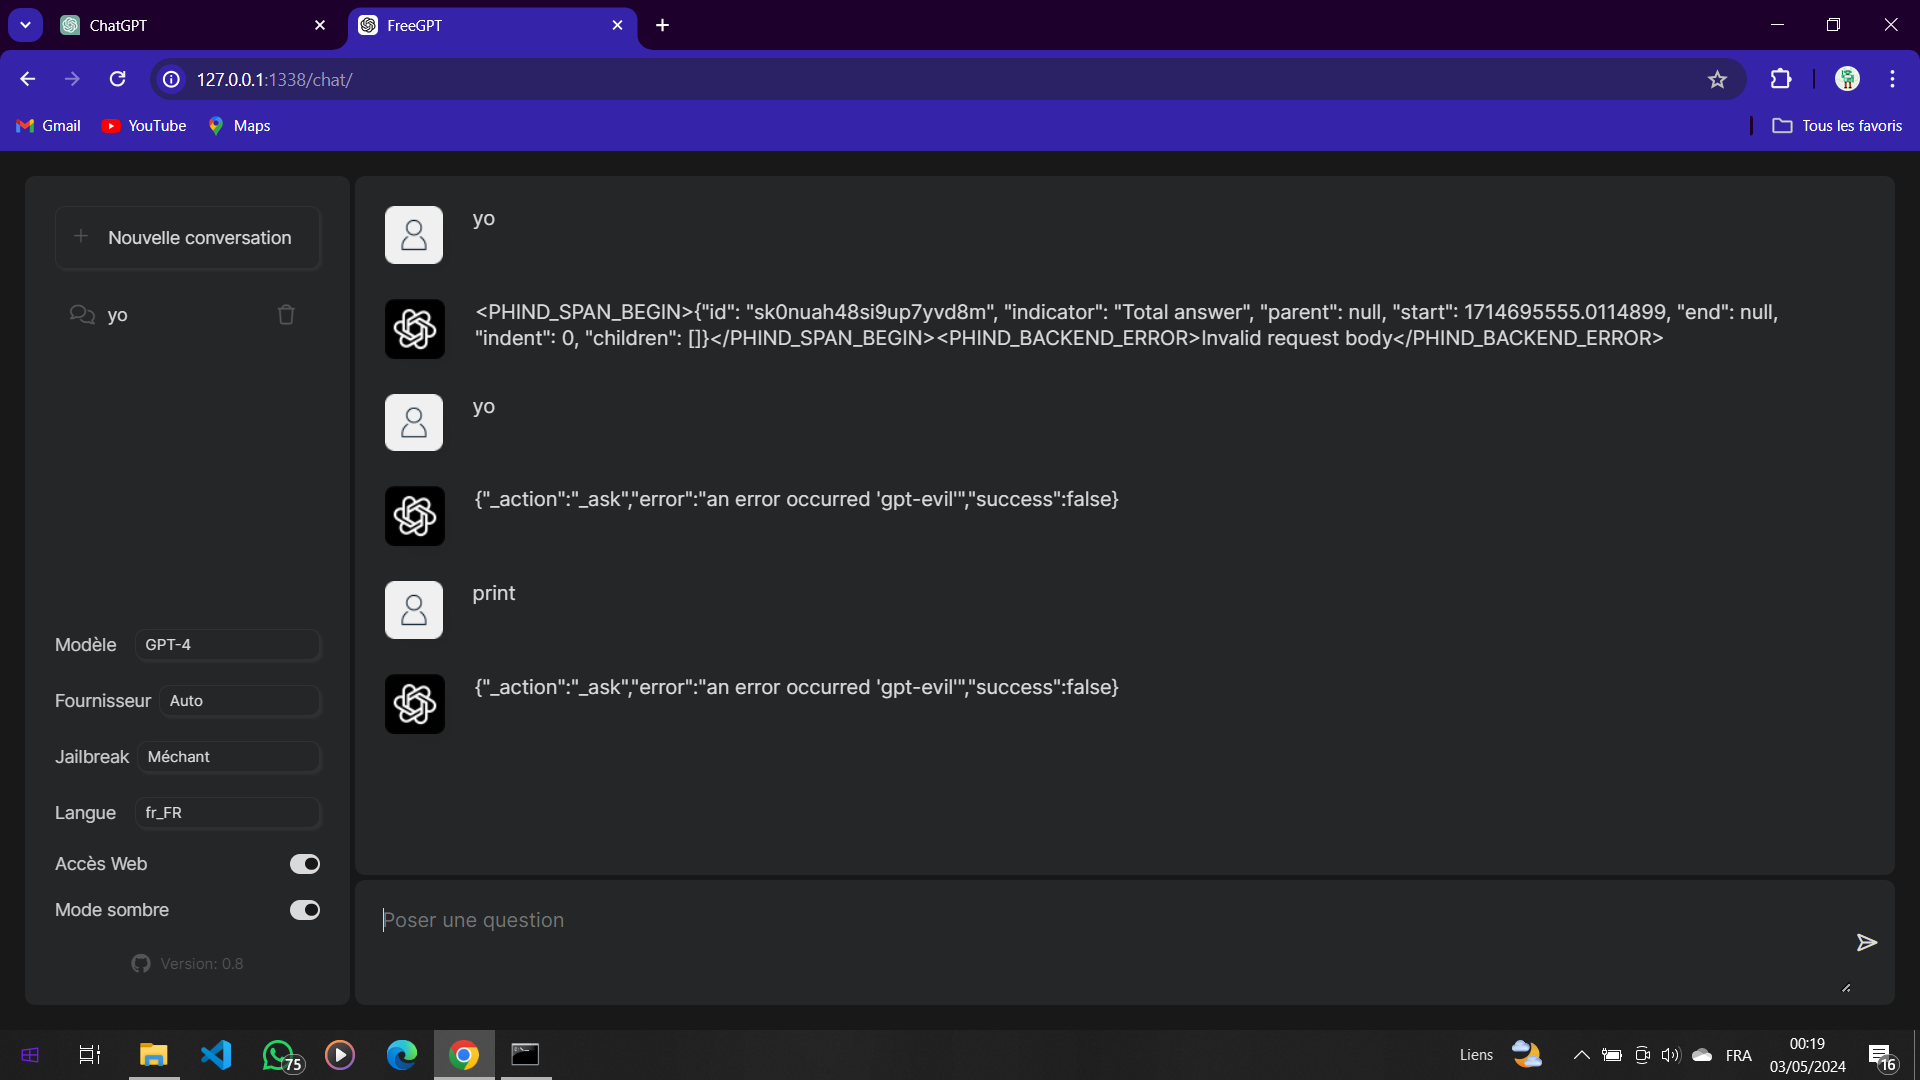 ChatGPT
FreeGPT
127.0.0.1:1338/chat/
Gmail
YouTube
Maps
Tous les favoris
Nouvelle conversation
yo
Modèle GPT-4
Fournisseur Auto
Jailbreak Méchant
Langue fr_FR
Accès Web
Mode sombre
Version: 0.8
yo
<PHIND_SPAN_BEGIN>{"id": "sk0nuah48si9up7yvd8m", "indicator": "Total answer", "parent": null, "start": 1714695555.0114899, "end": null,
"indent": 0, "children": []}</PHIND_SPAN_BEGIN><PHIND_BACKEND_ERROR>Invalid request body</PHIND_BACKEND_ERROR>
yo
{"_action":"_ask","error":"an error occurred 'gpt-evil'","success":false}
print
{"_action":"_ask","error":"an error occurred 'gpt-evil'","success":false}
Poser une question
75
Liens
FRA
00:19
03/05/2024
16